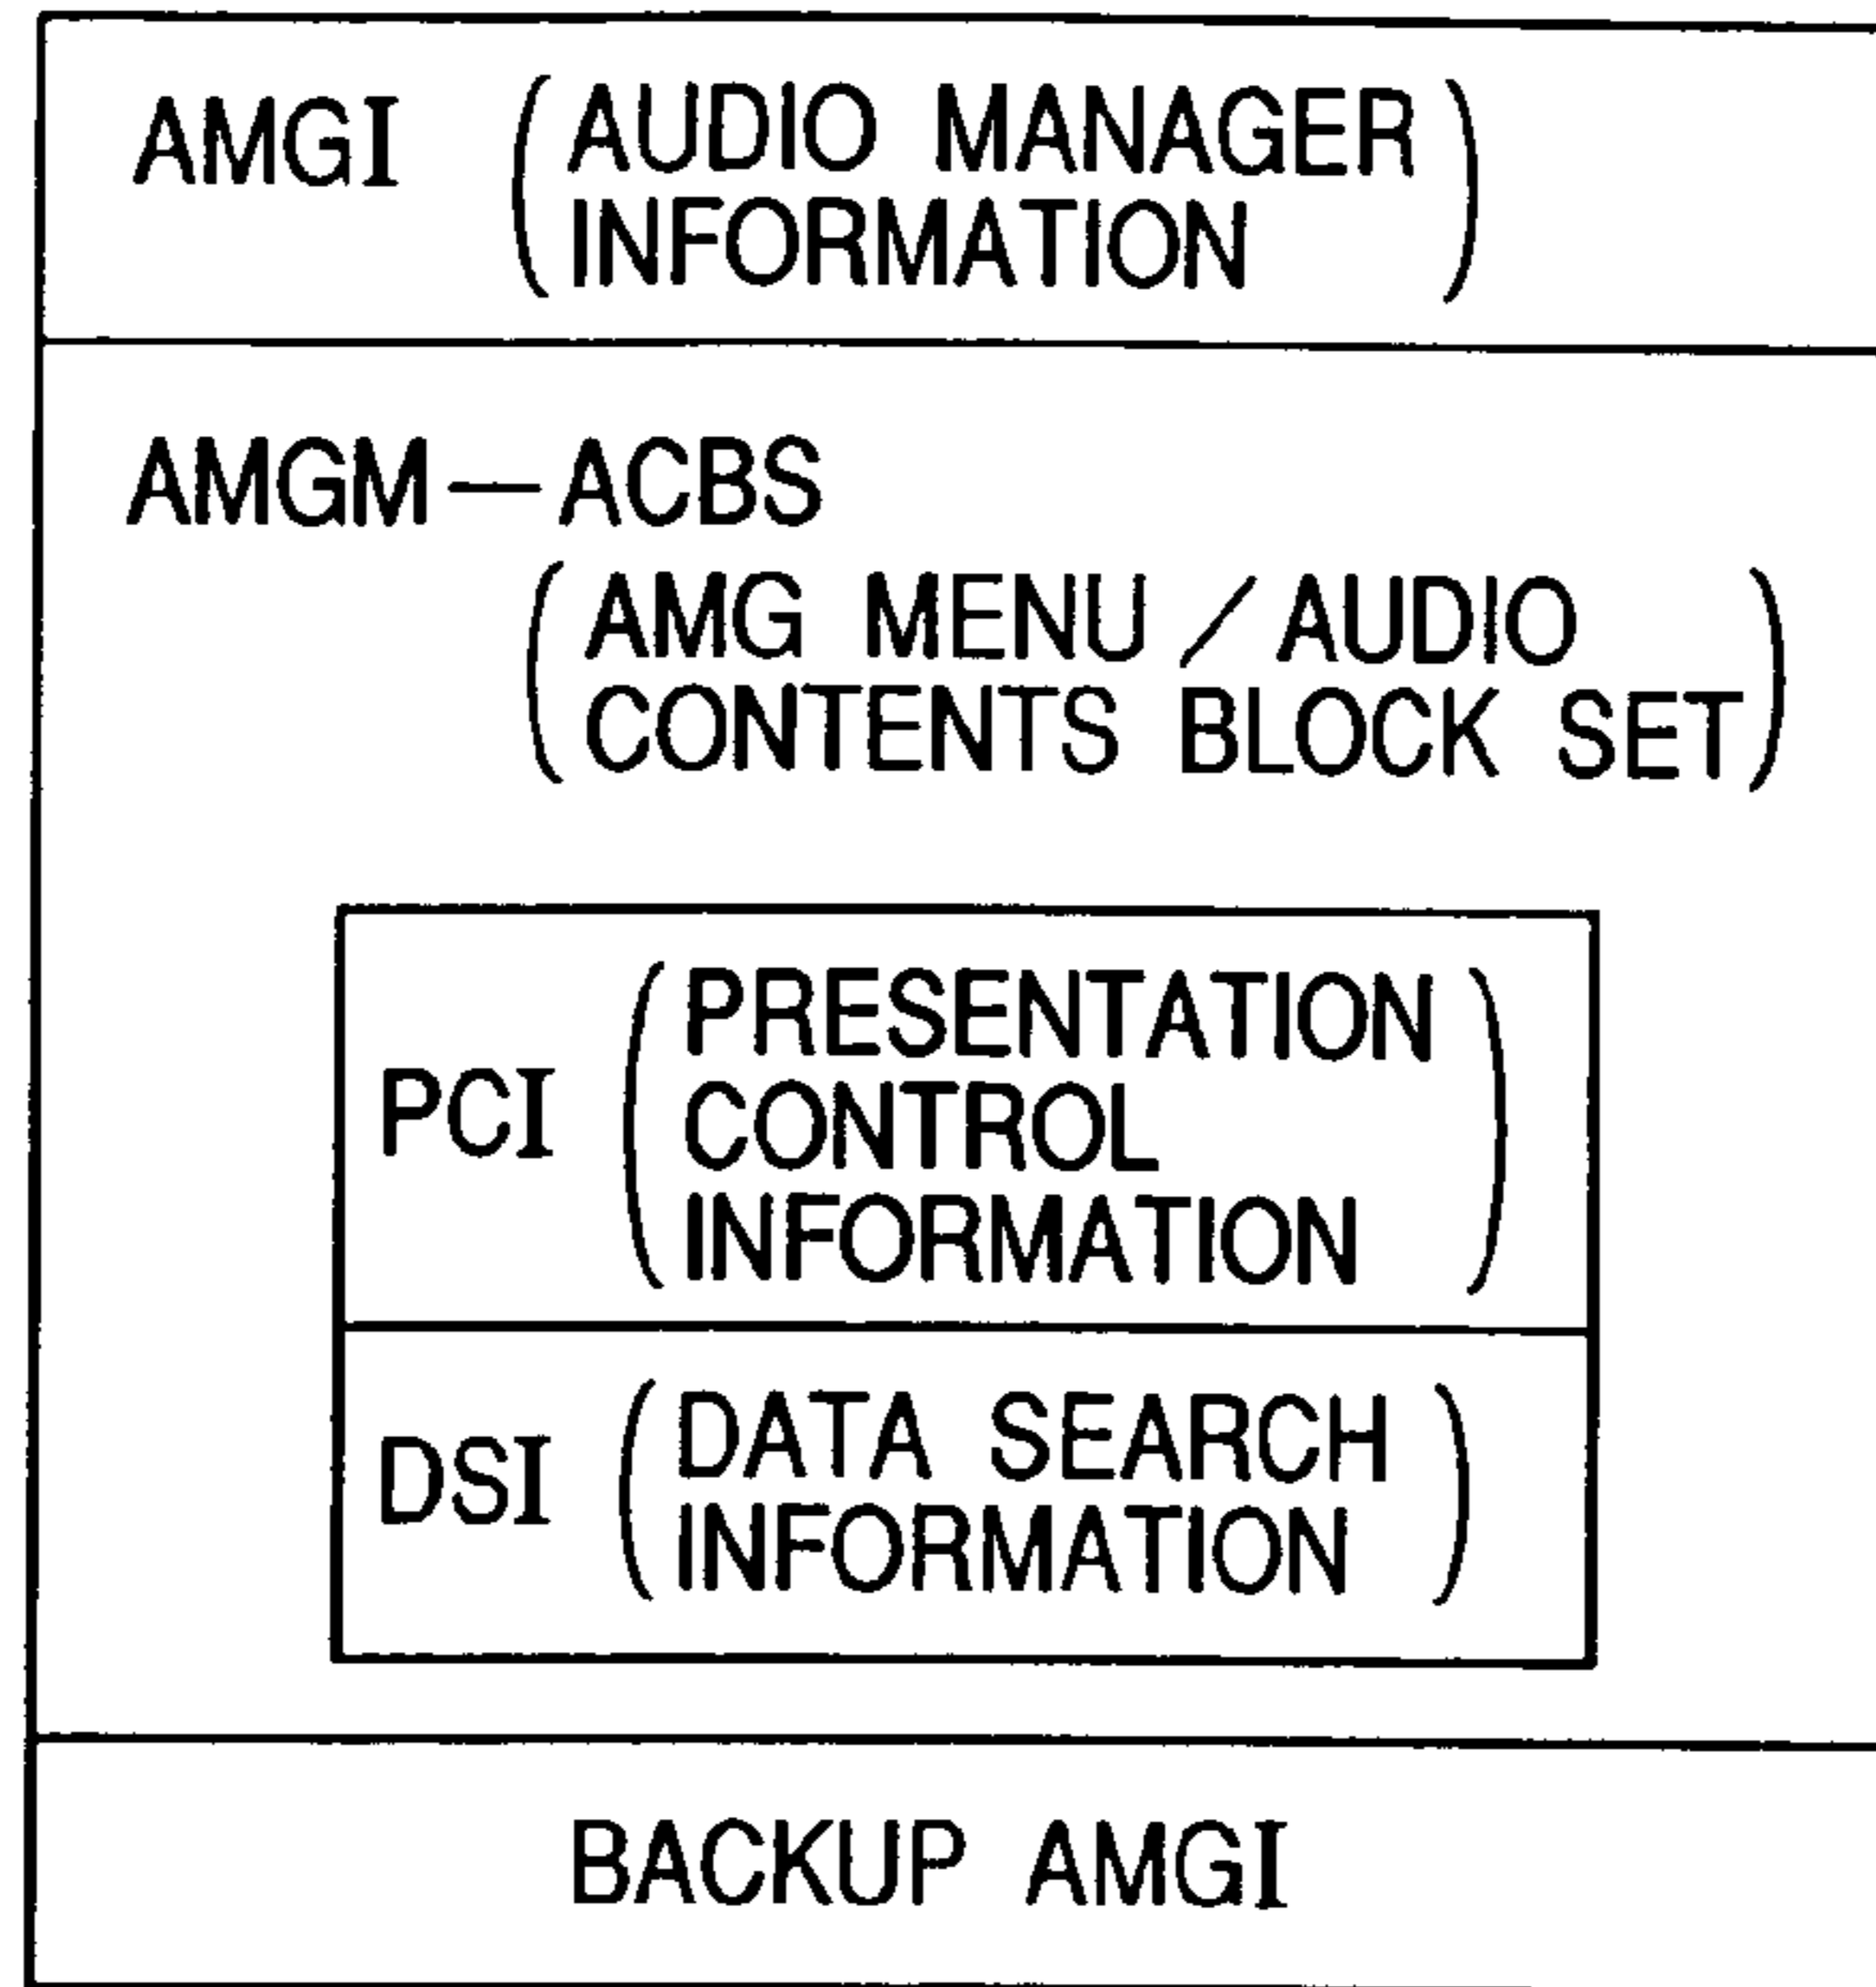 AMGI (AUDIO MANAGER
INFORMATION)
AMGM—ACBS
(AMG MENU/AUDIO
CONTENTS BLOCK SET)
PCI (PRESENTATION
CONTROL
INFORMATION)
DSI (DATA SEARCH
INFORMATION)
BACKUP AMGI